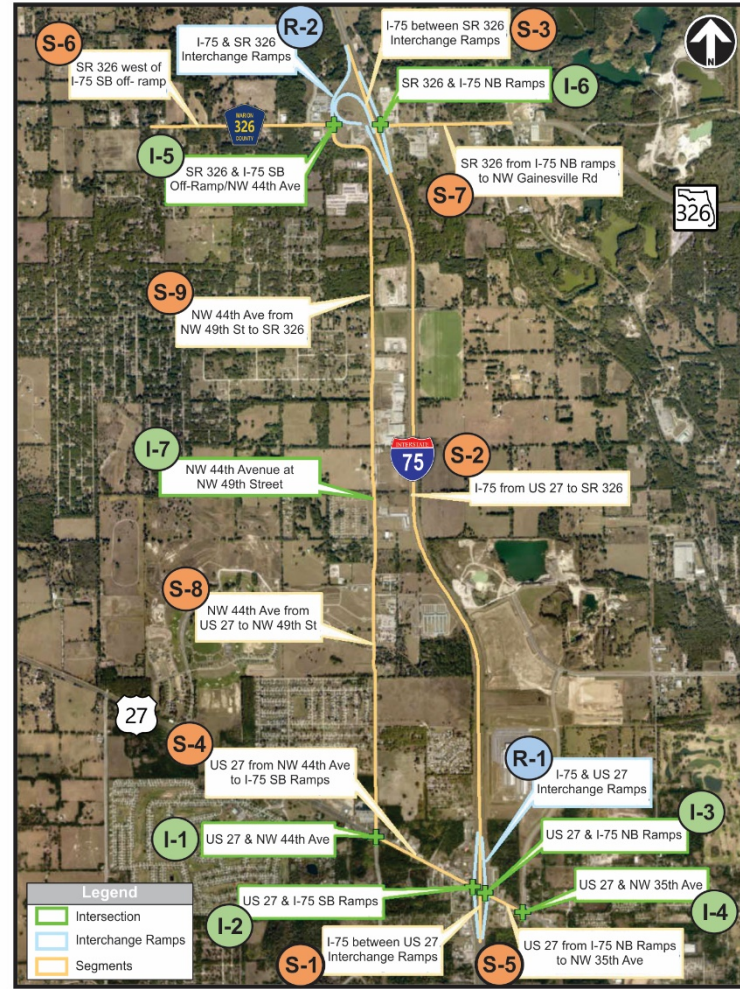 S-6
SR 326 west of
I-75 SB off- ramp
R-2
I-75 & SR 326
Interchange Ramps
I-75 between SR 326
Interchange Ramps
S-3
N
SR 326 & I-75 NB Ramps
I-6
MARION
326
COUNTY
I-5
SR 326 & I-75 SB
Off-Ramp/NW 44th Ave
SR 326 from I-75 NB ramps
to NW Gainesville Rd
S-7
326
S-9
NW 44th Ave from
NW 49th St to SR 326
I-7
NW 44th Avenue at
NW 49th Street
INTERSTATE
75
S-2
I-75 from US 27 to SR 326
S-8
NW 44th Ave from
US 27 to NW 49th St
27
S-4
US 27 from NW 44th Ave
to I-75 SB Ramps
R-1
I-75 & US 27
Interchange Ramps
I-1
US 27 & NW 44th Ave
US 27 & I-75 NB Ramps
I-3
US 27 & I-75 SB Ramps
I-2
US 27 & NW 35th Ave
I-4
I-75 between US 27
Interchange Ramps
S-1
US 27 from I-75 NB Ramps
to NW 35th Ave
S-5
Legend
Intersection
Interchange Ramps
Segments